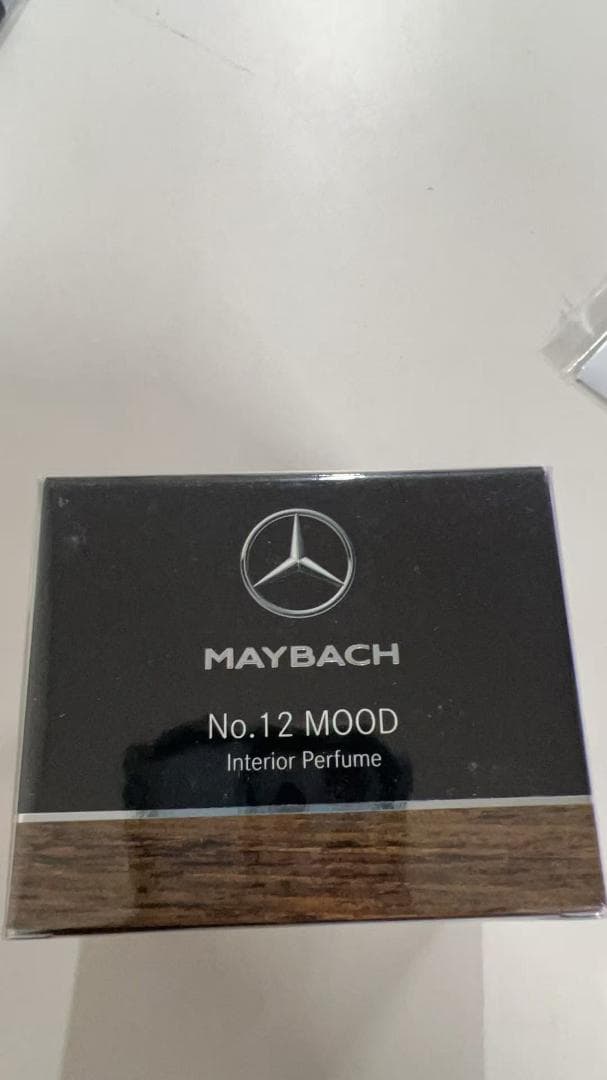 MAYBACH
No.12 MOOD
Interior Perfume